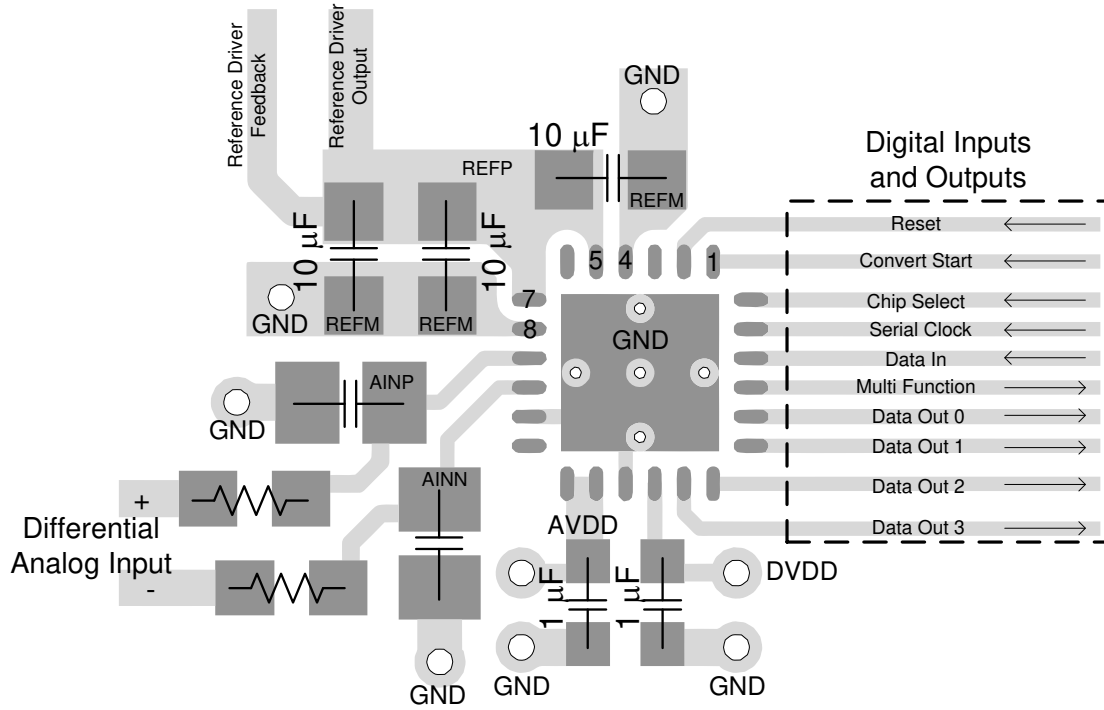 Reference Driver
Feedback
Reference Driver
Output
GND
10 µF
REFP
REFM
Digital Inputs
and Outputs
Reset
Convert Start
Chip Select
Serial Clock
Data In
Multi Function
Data Out 0
Data Out 1
Data Out 2
Data Out 3
10 µF
10 µF
5
4
1
7
8
GND
REFM
REFM
GND
AINP
GND
AINN
+
Differential
Analog Input
-
AVDD
DVDD
1 µF
1 µF
GND
GND
GND